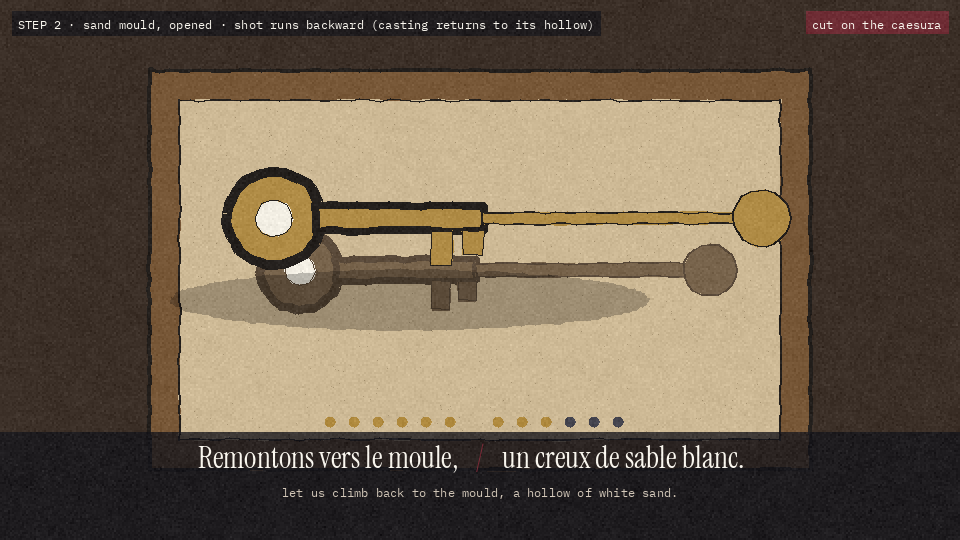 STEP 2 · sand mould, opened · shot runs backward (casting returns to its hollow)
cut on the caesura
Remontons vers le moule, / un creux de sable blanc.
let us climb back to the mould, a hollow of white sand.